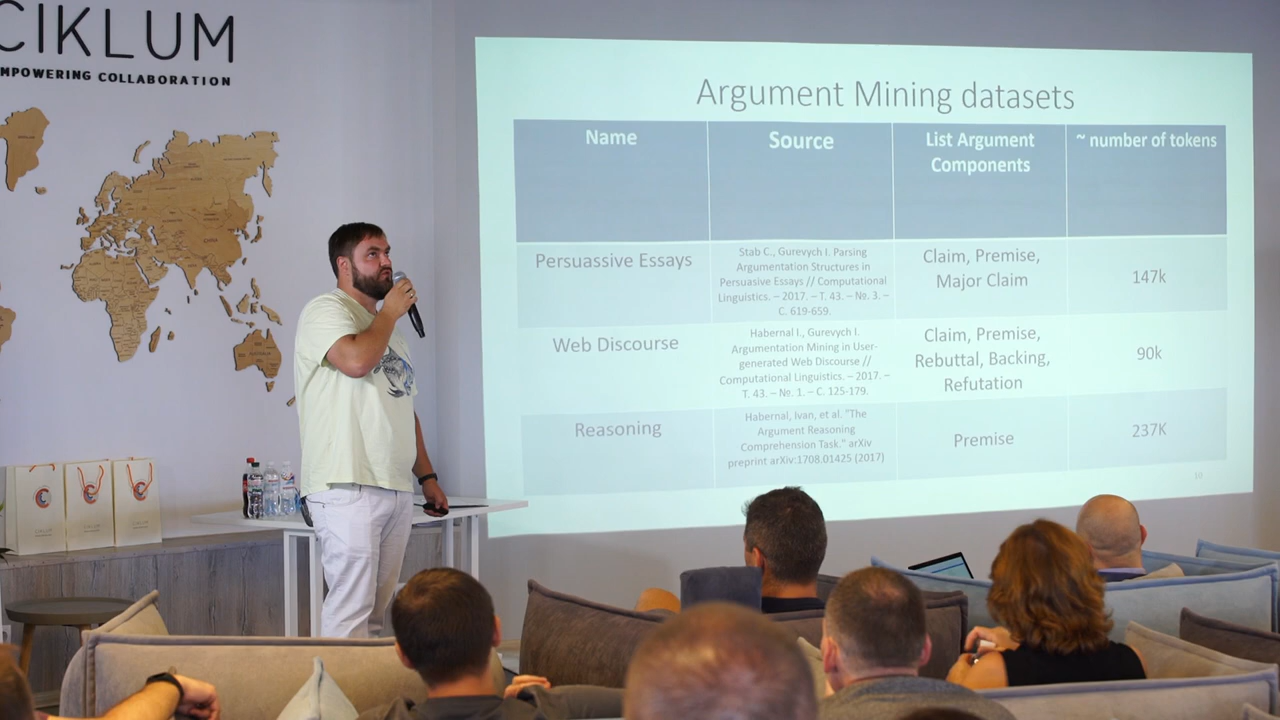 CIKLUM
MPOWERING COLLABORATION
Argument Mining datasets
Name
Source
List Argument
Components
~ number of tokens
Persuassive Essays
Stab C., Gurevych I. Parsing
Argumentation Structures in
Persuasive Essays // Computational
Linguistics. – 2017. – T. 43. – №. 3. –
C. 619-659.
Claim, Premise,
Major Claim
147k
Web Discourse
Habernal I., Gurevych I.
Argumentation Mining in User-
generated Web Discourse //
Computational Linguistics. – 2017. –
T. 43. – №. 1. – C. 125-179.
Claim, Premise,
Rebuttal, Backing,
Refutation
90k
Reasoning
Habernal, Ivan, et al. "The
Argument Reasoning
Comprehension Task." arXiv
preprint arXiv:1708.01425 (2017)
Premise
237K
10
CHINA